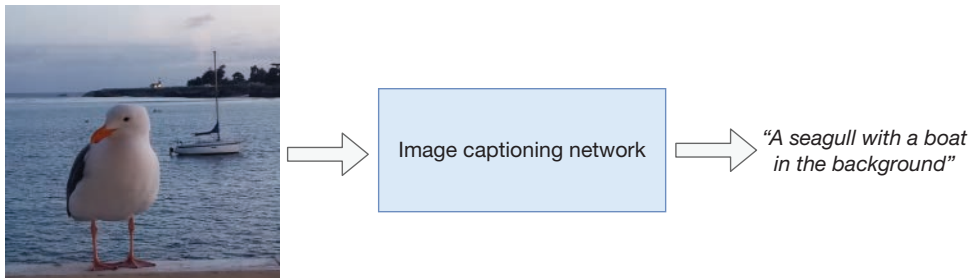 Image captioning network
“A seagull with a boat
in the background”